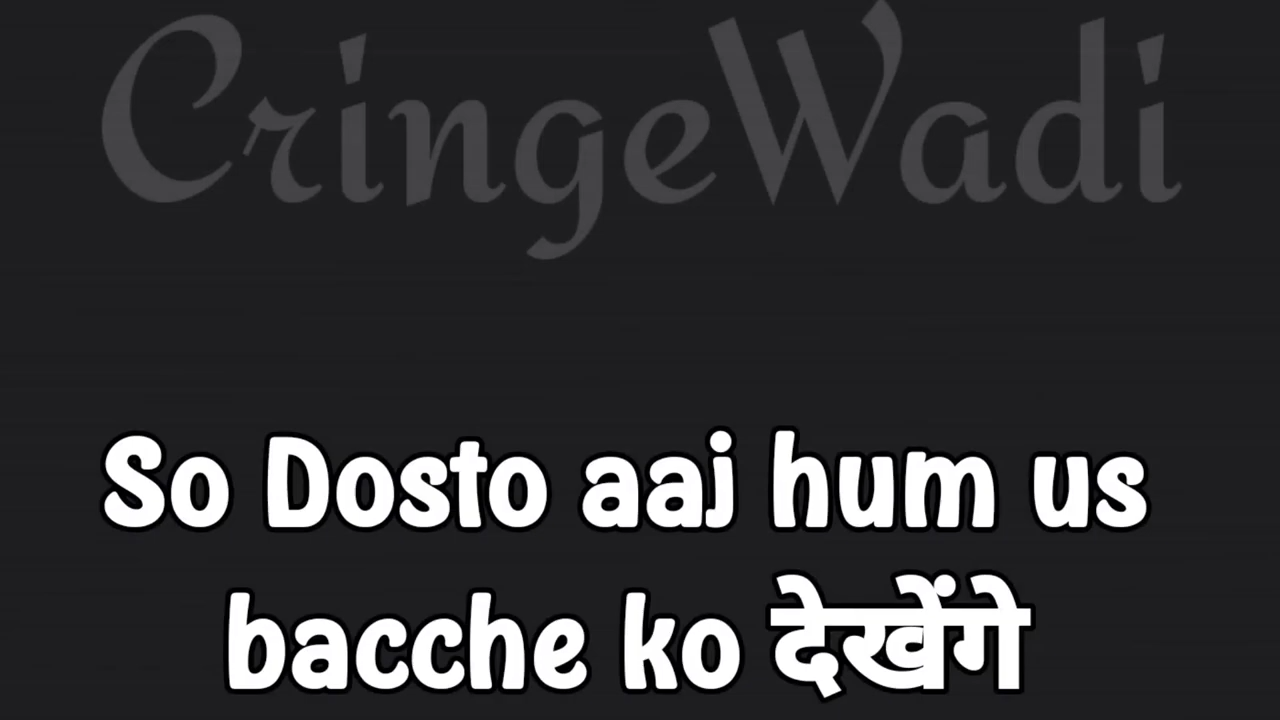 CringeWadi
So Dosto aaj hum us
bacche ko देखेंगे